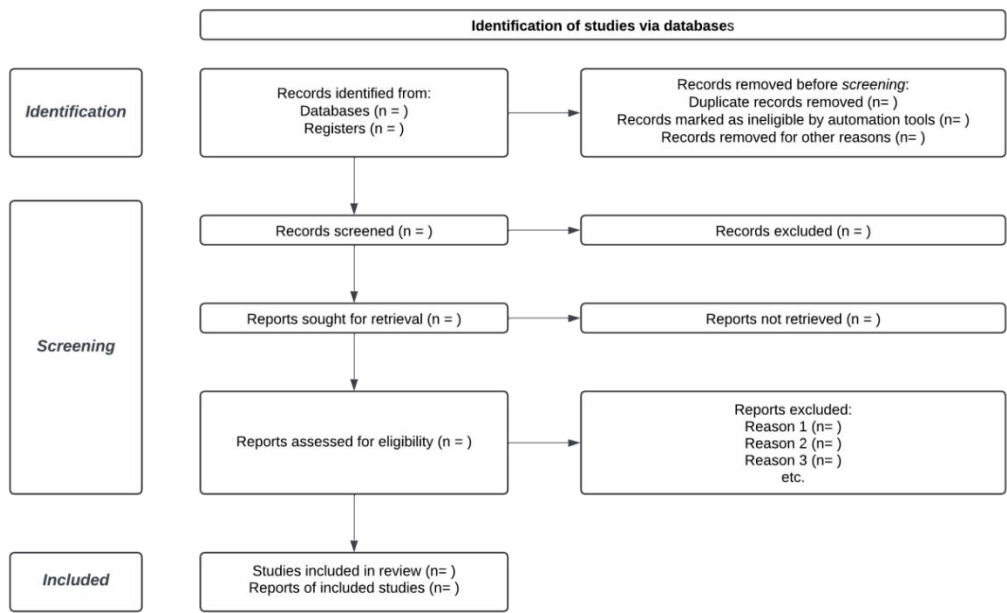 Identification of studies via databases
Identification
Records identified from:
Databases (n = )
Registers (n = )
Records removed before screening:
Duplicate records removed (n= )
Records marked as ineligible by automation tools (n= )
Records removed for other reasons (n= )
Screening
Records screened (n = )
Records excluded (n = )
Reports sought for retrieval (n = )
Reports not retrieved (n = )
Reports assessed for eligibility (n = )
Reports excluded:
Reason 1 (n= )
Reason 2 (n= )
Reason 3 (n= )
etc.
Included
Studies included in review (n= )
Reports of included studies (n= )